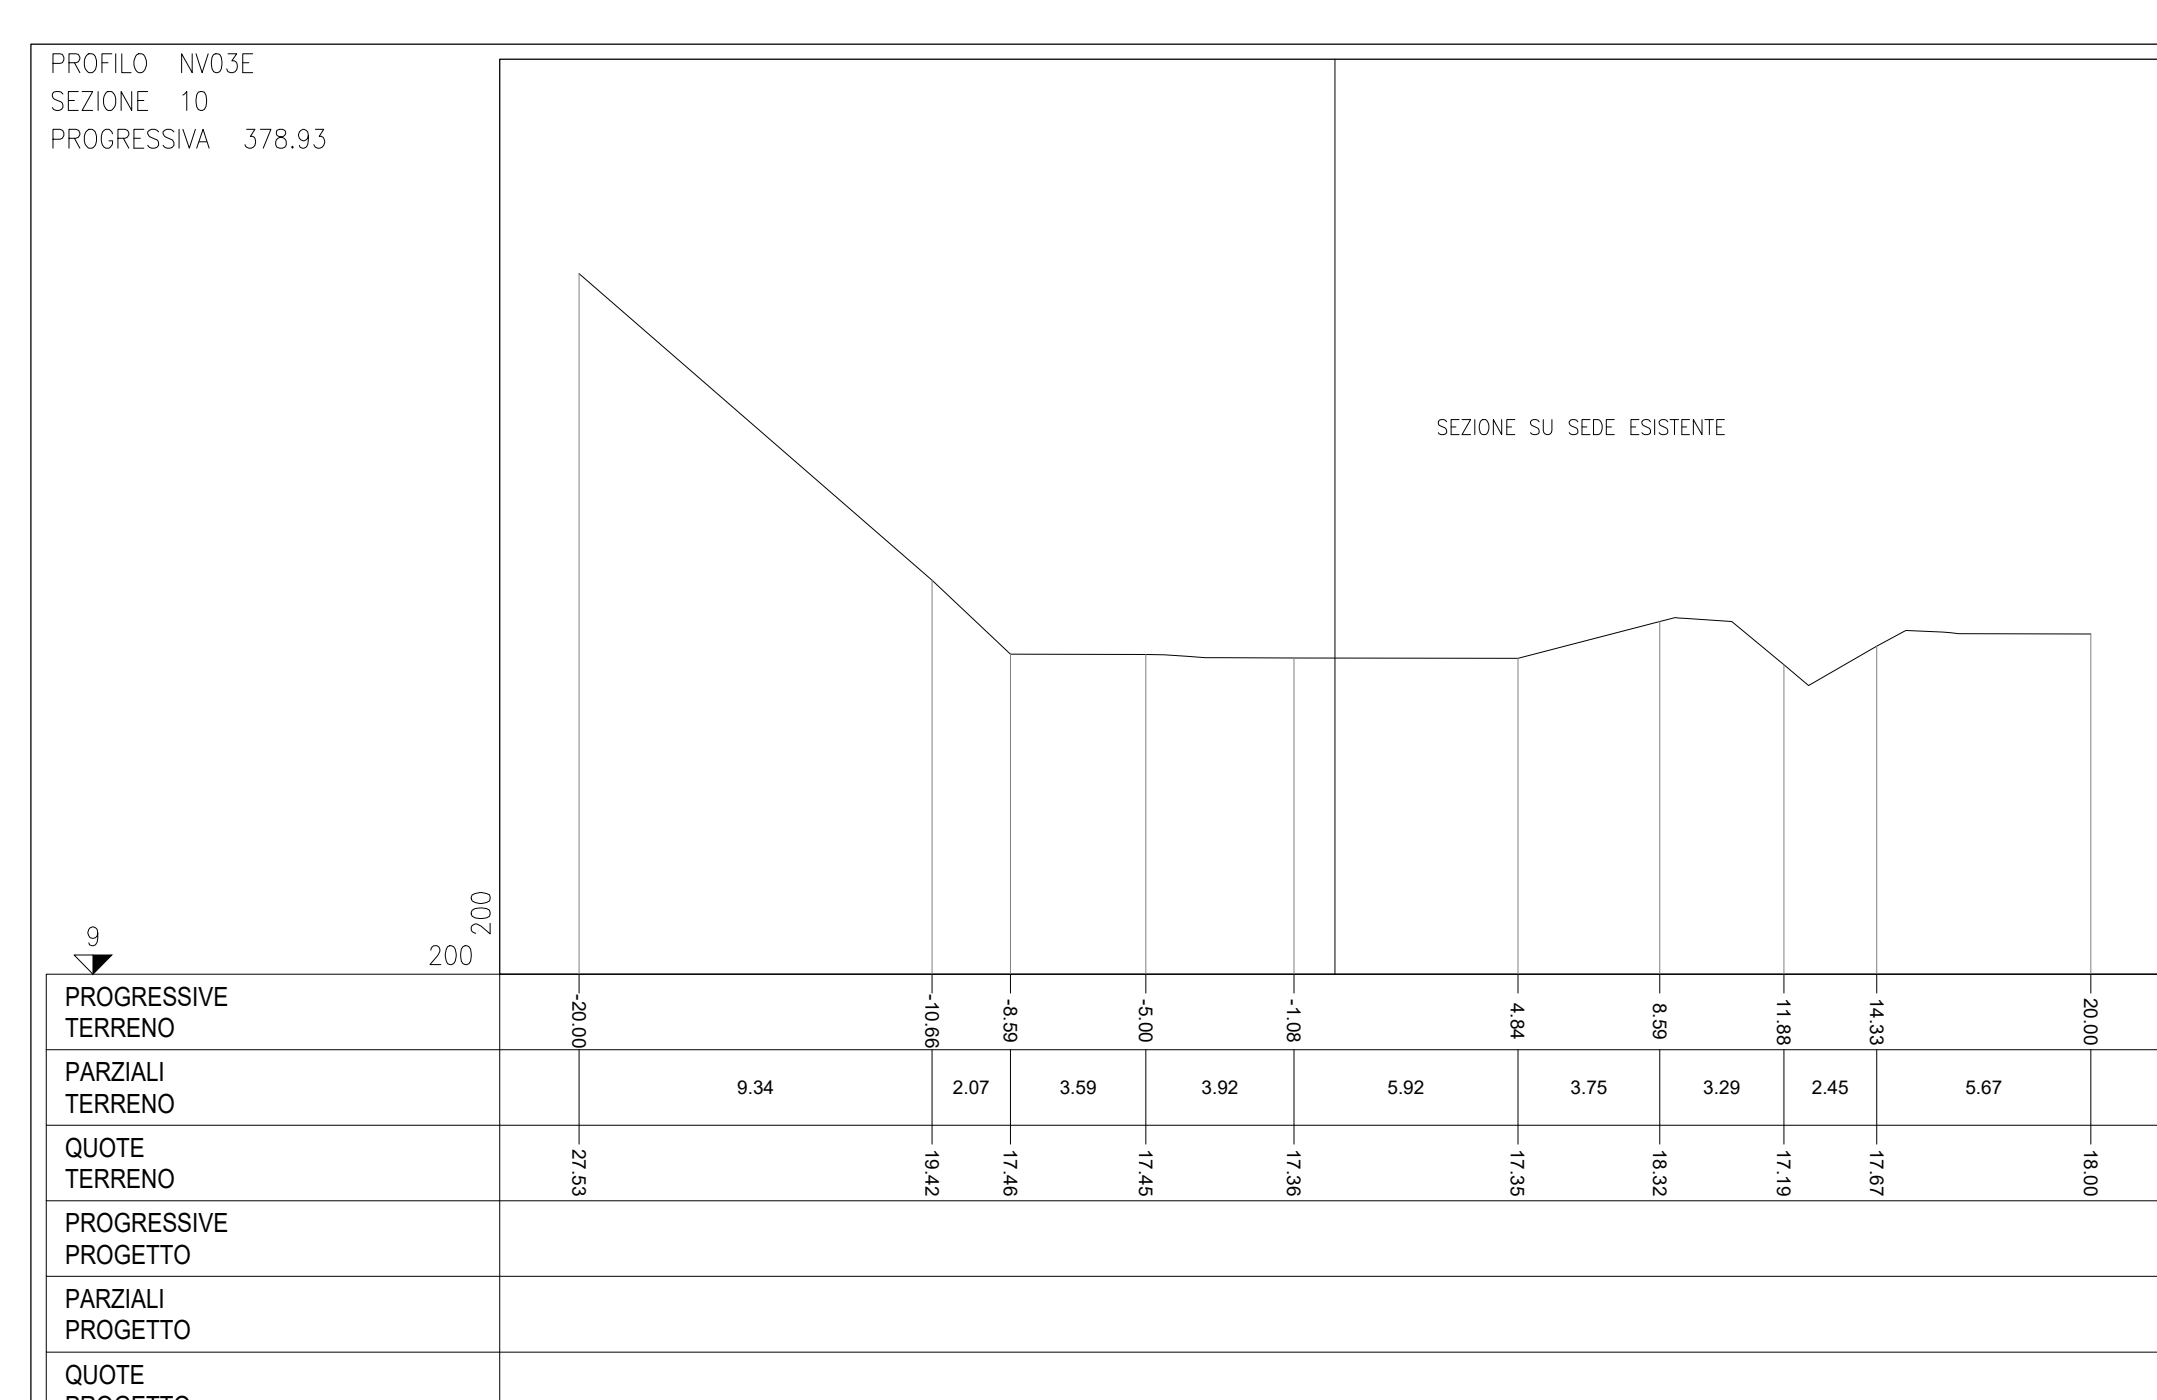 PROFILO NV03E
SEZIONE 10
PROGRESSIVA 378.93
SEZIONE SU SEDE ESISTENTE
200
200
9
PROGRESSIVE
TERRENO
-20.00 -10.66 -8.59 -5.00 -1.08 4.84 8.59 11.88 14.33 20.00
PARZIALI
TERRENO
9.34 2.07 3.59 3.92 5.92 3.75 3.29 2.45 5.67
QUOTE
TERRENO
27.53 19.42 17.46 17.45 17.36 17.35 18.32 17.19 17.67 18.00
PROGRESSIVE
PROGETTO
PARZIALI
PROGETTO
QUOTE
PROGETTO